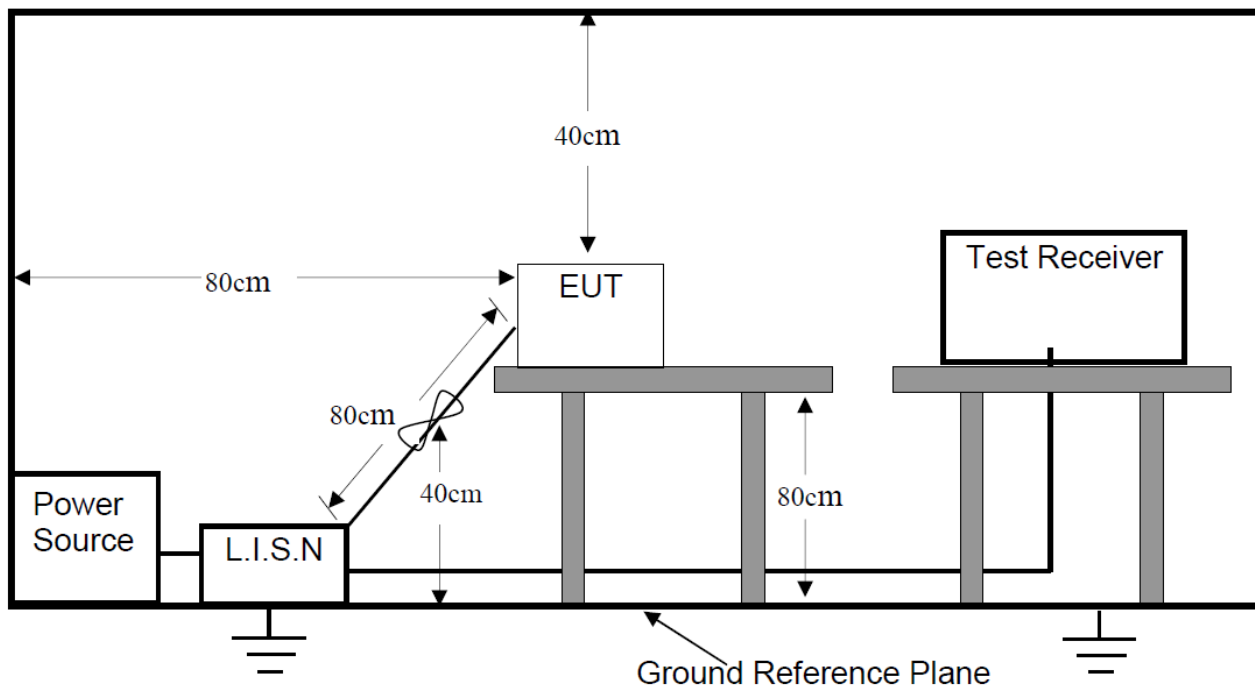 40cm
Test Receiver
80cm
EUT
80cm
40cm
80cm
Power
Source
L.I.S.N
Ground Reference Plane